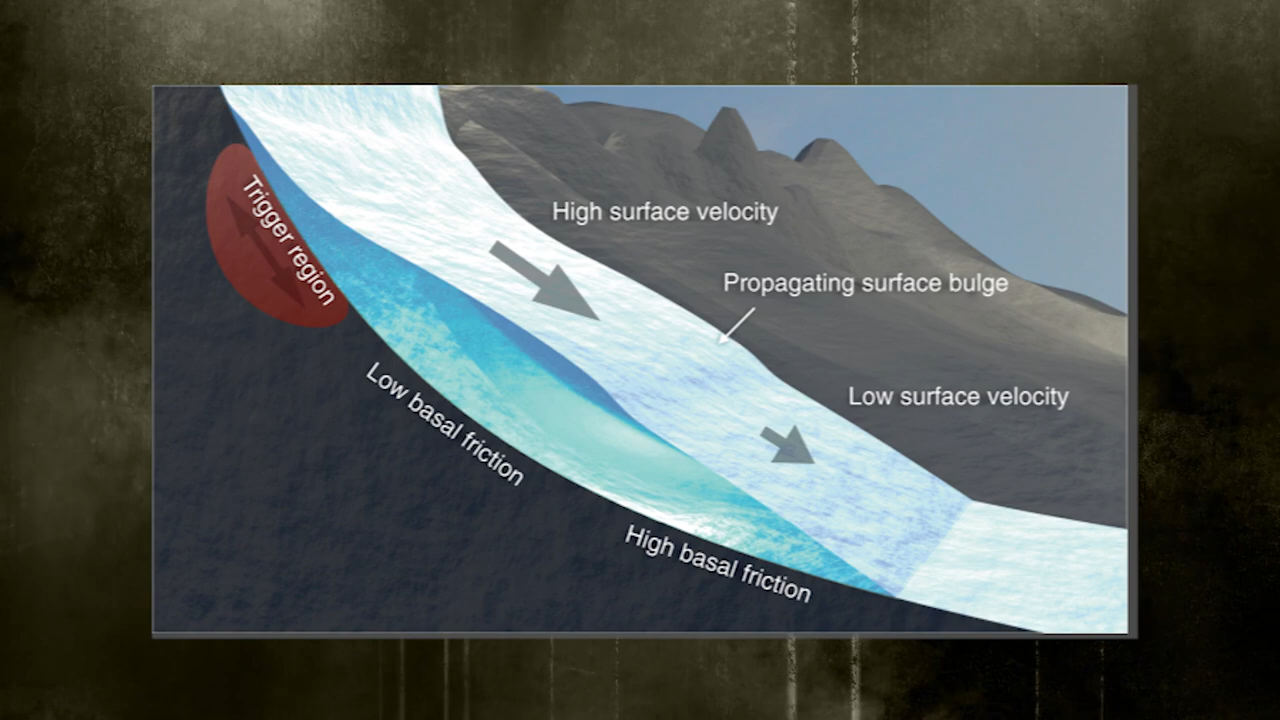 High surface velocity
Trigger region
Propagating surface bulge
Low surface velocity
Low basal friction
High basal friction